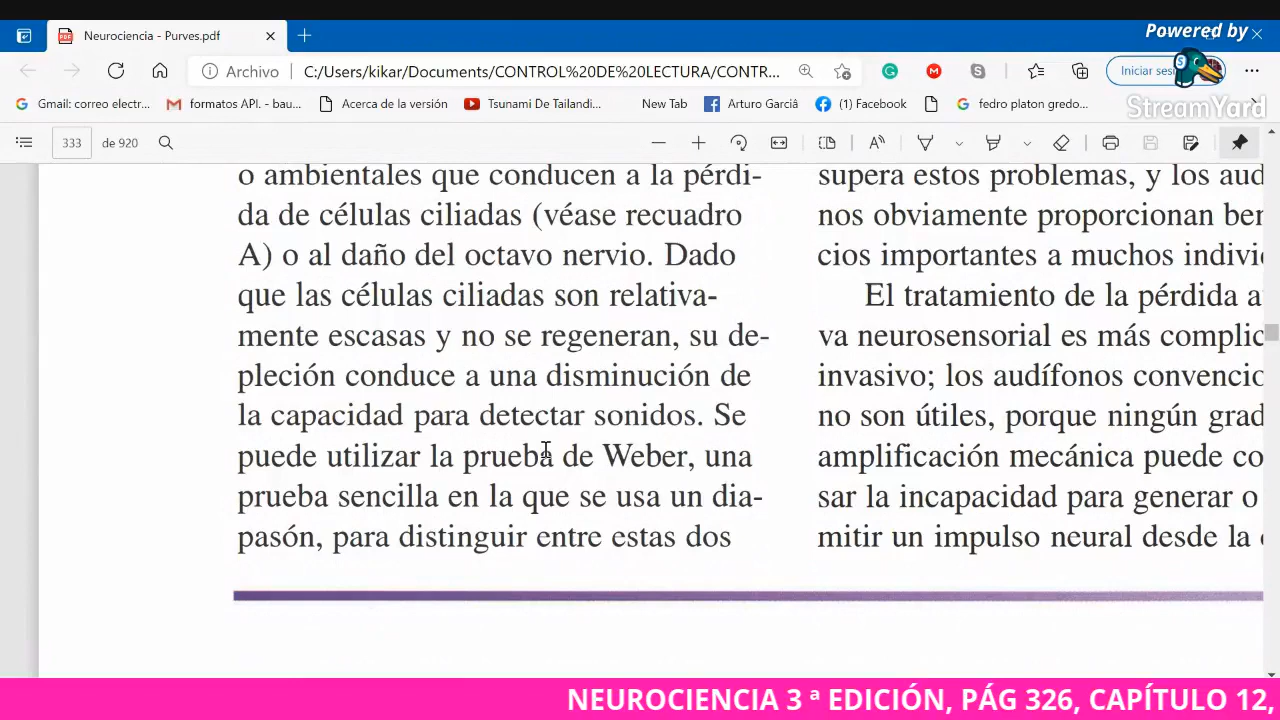 Neurociencia - Purves.pdf
Powered by
Archivo
C:/Users/kikar/Documents/CONTROL%20DE%20LECTURA/CONTR...
Iniciar
StreamYard
Gmail: correo electr...
formatos API. - bau...
Acerca de la versió
Tsunami De Tailandi...
New Tab
Arturo Garciâ
(1) Facebook
fedro platon gredo...
333
de 920
o ambientales que conducen a la pérdi-
da de células ciliadas (véase recuadro
A) o al daño del octavo nervio. Dado
que las células ciliadas son relativa-
mente escasas y no se regeneran, su de-
pleción conduce a una disminución de
la capacidad para detectar sonidos. Se
puede utilizar la prueba de Weber, una
prueba sencilla en la que se usa un dia-
pasón, para distinguir entre estas dos
supera estos problemas, y los aud
nos obviamente proporcionan ben
cios importantes a muchos indivi
El tratamiento de la pérdida a
va neurosensorial es más complic
invasivo; los audífonos convencio
no son útiles, porque ningún grad
amplificación mecánica puede co
sar la incapacidad para generar o
mitir un impulso neural desde la
NEUROCIENCIA 3 ª EDICIÓN, PÁG 326, CAPÍTULO 12,